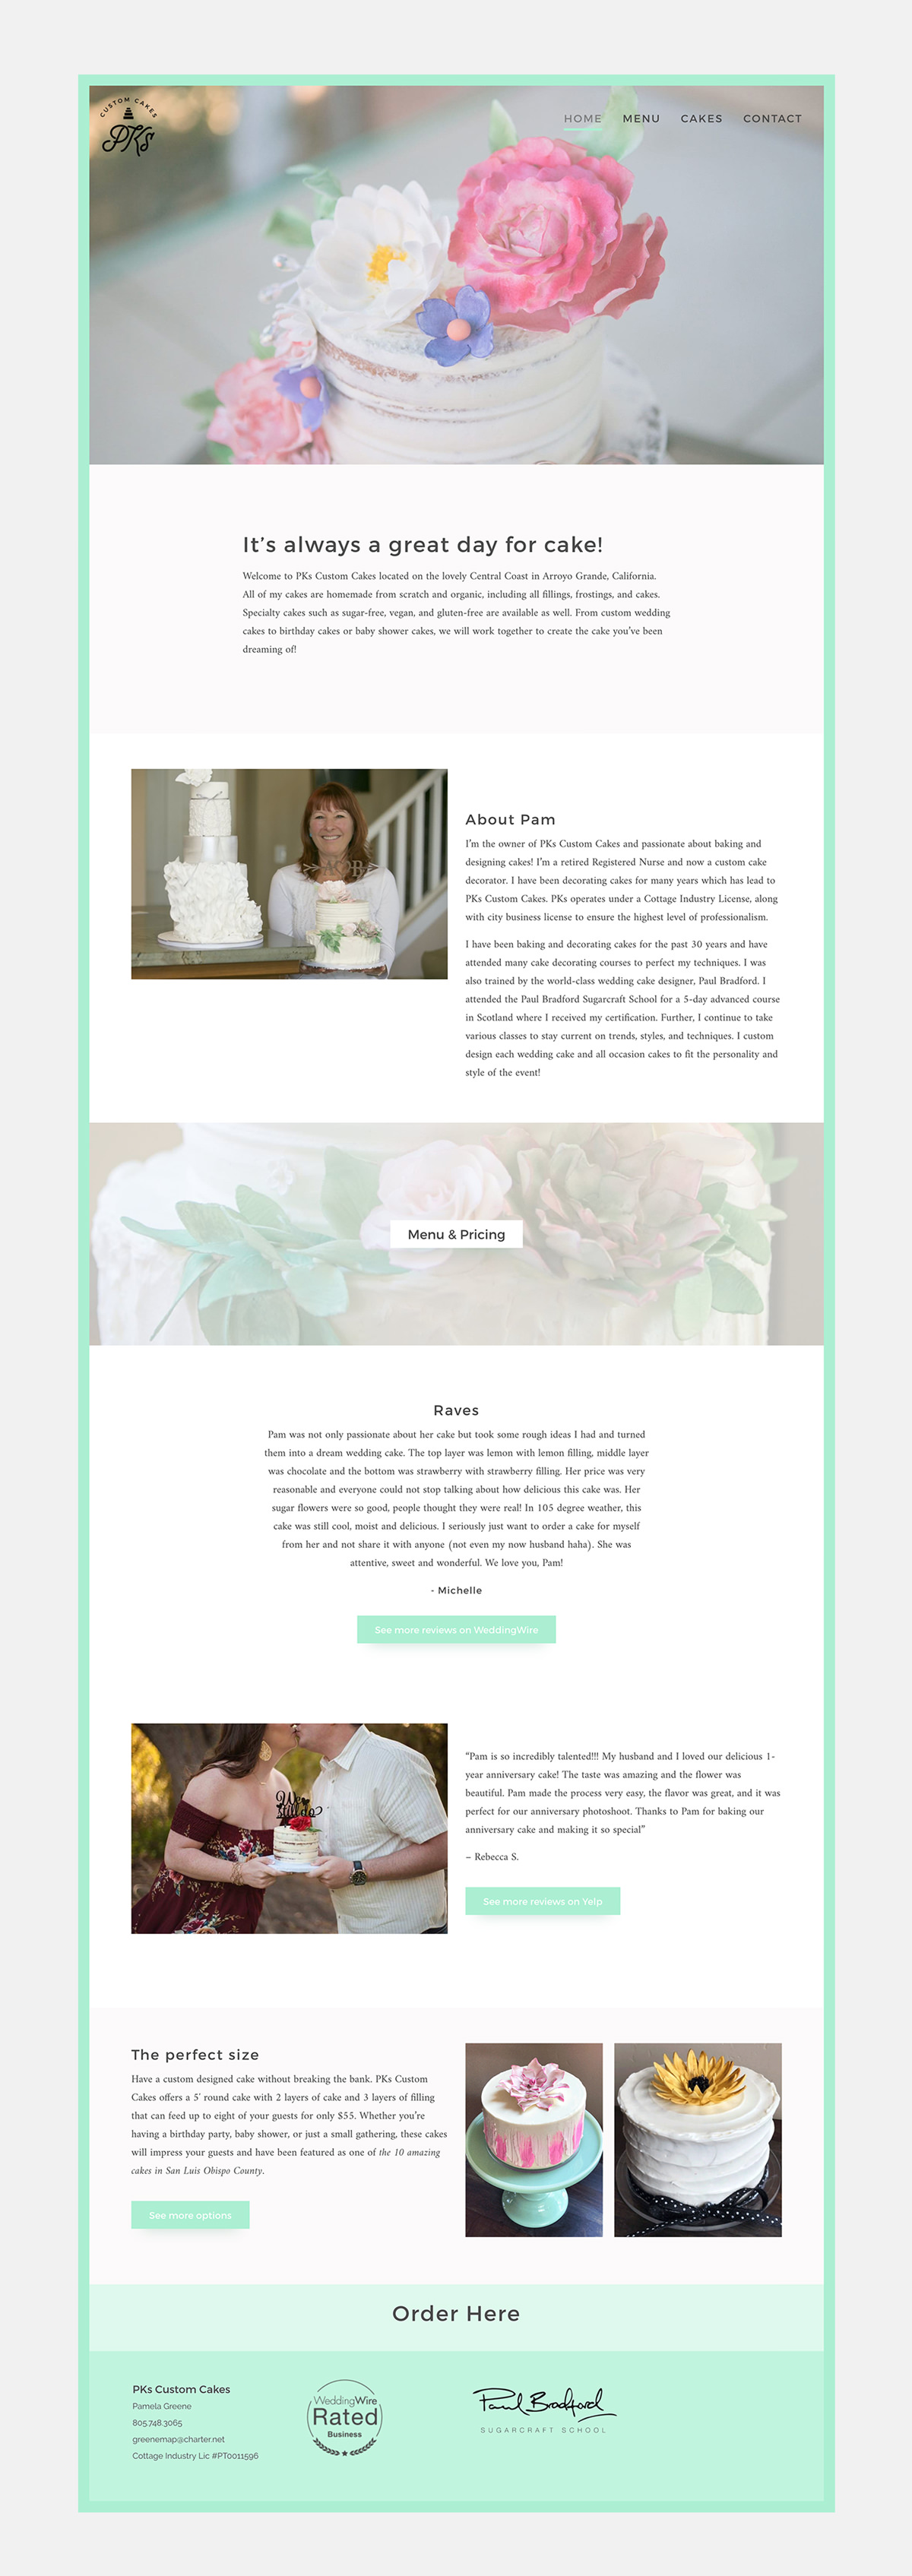 CUSTOM CAKES
PKs
HOME MENU CAKES CONTACT
It's always a great day for cake!
Welcome to PKs Custom Cakes located on the lovely Central Coast in Arroyo Grande, California.
All of my cakes are homemade from scratch and organic, including all fillings, frostings, and cakes.
Specialty cakes such as sugar-free, vegan, and gluten-free are available as well. From custom wedding
cakes to birthday cakes or baby shower cakes, we will work together to create the cake you've been
dreaming of!
About Pam
I'm the owner of PKs Custom Cakes and passionate about baking and
designing cakes! I'm a retired Registered Nurse and now a custom cake
decorator. I have been decorating cakes for many years which has lead to
PKs Custom Cakes. PKs operates under a Cottage Industry License, along
with city business license to ensure the highest level of professionalism.
I have been baking and decorating cakes for the past 30 years and have
attended many cake decorating courses to perfect my techniques. I was
also trained by the world-class wedding cake designer, Paul Bradford. I
attended the Paul Bradford Sugarcraft School for a 5-day advanced course
in Scotland where I received my certification. Further, I continue to take
various classes to stay current on trends, styles, and techniques. I custom
design each wedding cake and all occasion cakes to fit the personality and
style of the event!
Menu & Pricing
Raves
Pam was not only passionate about her cake but took some rough ideas I had and turned
them into a dream wedding cake. The top layer was lemon with lemon filling, middle layer
was chocolate and the bottom was strawberry with strawberry filling. Her price was very
reasonable and everyone could not stop talking about how delicious this cake was. Her
sugar flowers were so good, people thought they were real! In 105 degree weather, this
cake was still cool, moist and delicious. I seriously just want to order a cake for myself
from her and not share it with anyone (not even my now husband haha). She was
attentive, sweet and wonderful. We love you, Pam!
- Michelle
See more reviews on WeddingWire
We
still do
"Pam is so incredibly talented!!! My husband and I loved our delicious 1-
year anniversary cake! The taste was amazing and the flower was
beautiful. Pam made the process very easy, the flavor was great, and it was
perfect for our anniversary photoshoot. Thanks to Pam for baking our
anniversary cake and making it so special"
– Rebecca S.
See more reviews on Yelp
The perfect size
Have a custom designed cake without breaking the bank. PKs Custom
Cakes offers a 5' round cake with 2 layers of cake and 3 layers of filling
that can feed up to eight of your guests for only $55. Whether you're
having a birthday party, baby shower, or just a small gathering, these cakes
will impress your guests and have been featured as one of the 10 amazing
cakes in San Luis Obispo County.
See more options
Order Here
PKs Custom Cakes
Pamela Greene
805.748.3065
greenemap@charter.net
Cottage Industry Lic #PT0011596
WeddingWire
Rated
Business
Paul Bradford
SUGARCRAFT SCHOOL